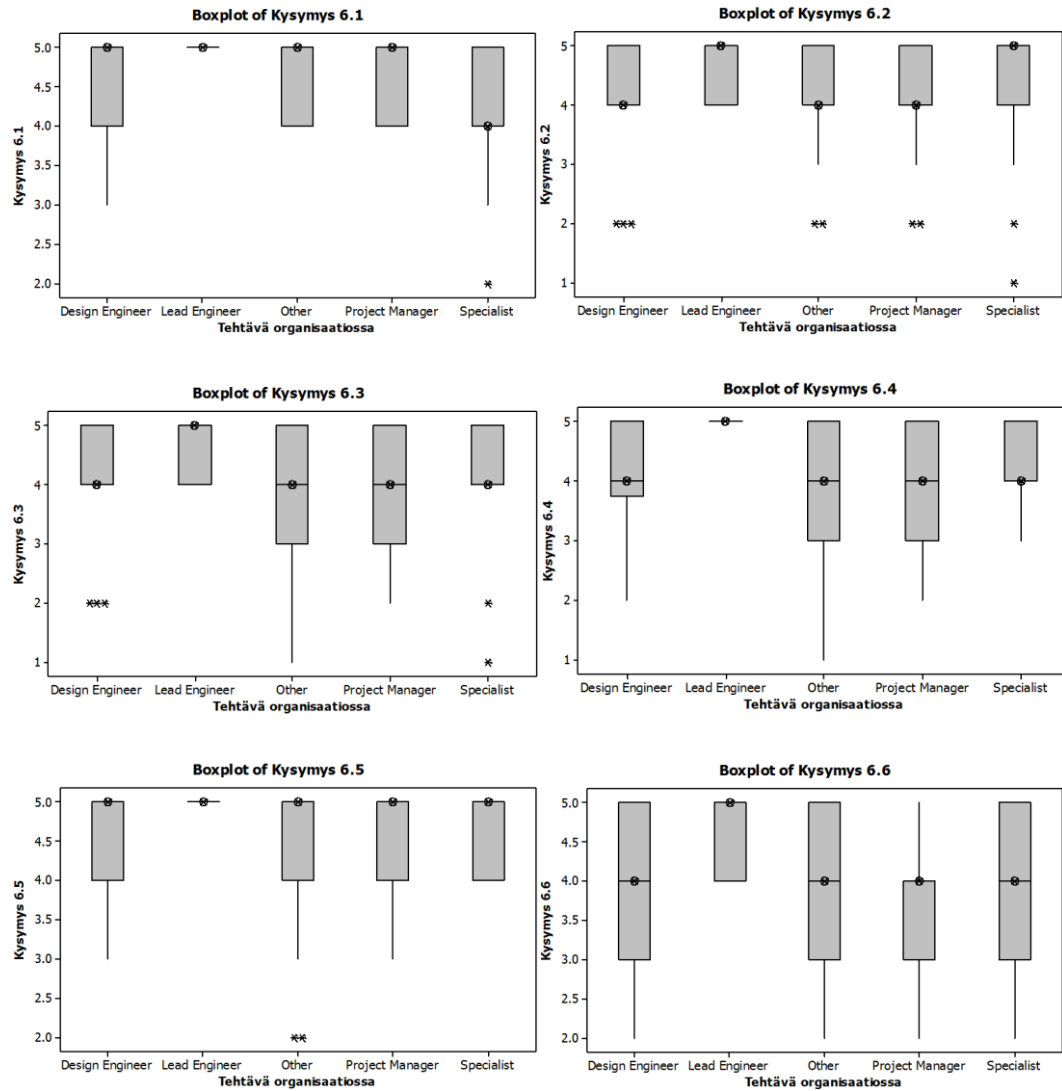 Boxplot of Kysymys 6.1
Kysymys 6.1
5.0
4.5
4.0
3.5
3.0
2.5
2.0
Design Engineer Lead Engineer Other Project Manager Specialist
Tehtävä organisaatiossa
Boxplot of Kysymys 6.2
Kysymys 6.2
5
4
3
2
1
Design Engineer Lead Engineer Other Project Manager Specialist
Tehtävä organisaatiossa
Boxplot of Kysymys 6.3
Kysymys 6.3
5
4
3
2
1
Design Engineer Lead Engineer Other Project Manager Specialist
Tehtävä organisaatiossa
Boxplot of Kysymys 6.4
Kysymys 6.4
5
4
3
2
1
Design Engineer Lead Engineer Other Project Manager Specialist
Tehtävä organisaatiossa
Boxplot of Kysymys 6.5
Kysymys 6.5
5.0
4.5
4.0
3.5
3.0
2.5
2.0
Design Engineer Lead Engineer Other Project Manager Specialist
Tehtävä organisaatiossa
Boxplot of Kysymys 6.6
Kysymys 6.6
5.0
4.5
4.0
3.5
3.0
2.5
2.0
Design Engineer Lead Engineer Other Project Manager Specialist
Tehtävä organisaatiossa